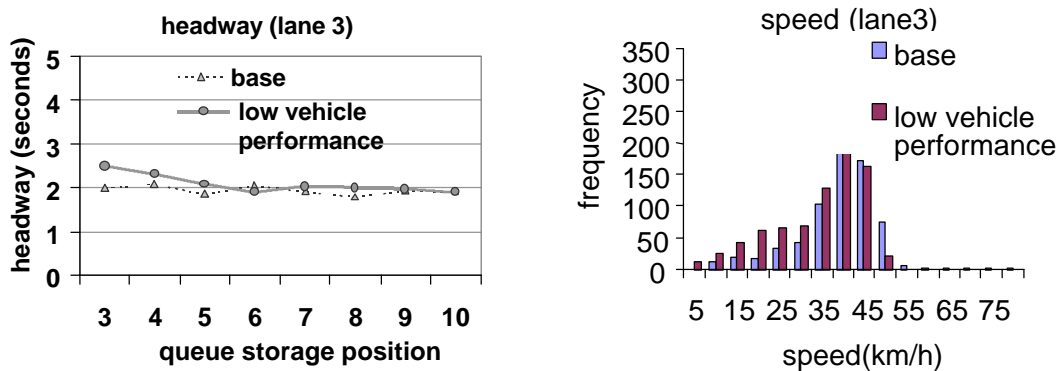 headway (lane 3)
5
4
3
2
1
0
headway (seconds)
base
low vehicle
performance
3 4 5 6 7 8 9 10
queue storage position
speed (lane3)
350
300
250
200
150
100
50
0
frequency
base
low vehicle
performance
5 15 25 35 45 55 65 75
speed(km/h)